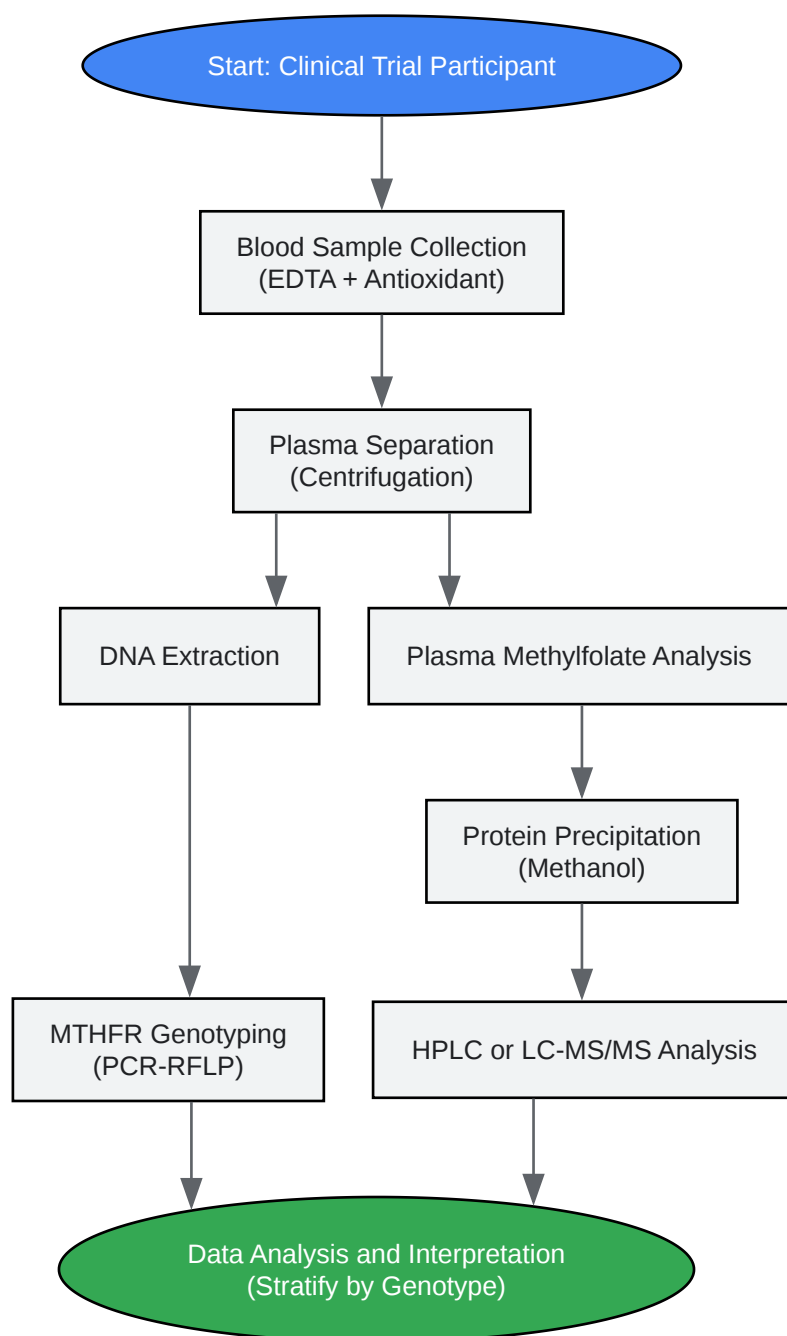 Start: Clinical Trial Participant
Blood Sample Collection
(EDTA + Antioxidant)
Plasma Separation
(Centrifugation)
DNA Extraction
Plasma Methylfolate Analysis
Protein Precipitation
(Methanol)
MTHFR Genotyping
(PCR-RFLP)
HPLC or LC-MS/MS Analysis
Data Analysis and Interpretation
(Stratify by Genotype)